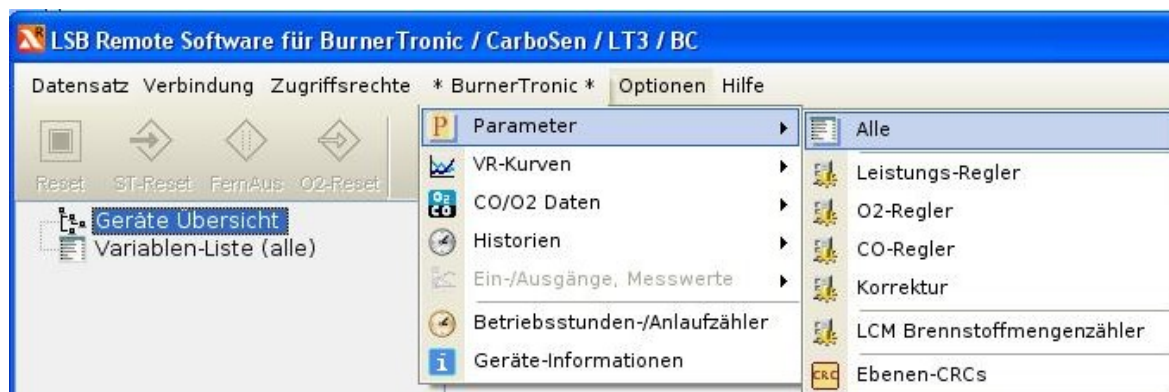 LSB Remote Software für BurnerTronic / CarboSen / LT3 / BC
Datensatz Verbindung Zugriffsrechte * BurnerTronic * Optionen Hilfe
Reset ST-Reset FernAus O2-Reset
Geräte Übersicht
Variablen-Liste (alle)
Parameter
VR-Kurven
CO/O2 Daten
Historien
Ein-/Ausgänge, Messwerte
Betriebsstunden-/Anlaufzähler
Geräte-Informationen
Alle
Leistungs-Regler
O2-Regler
CO-Regler
Korrektur
LCM Brennstoffmengenzähler
CRC Ebenen-CRCs